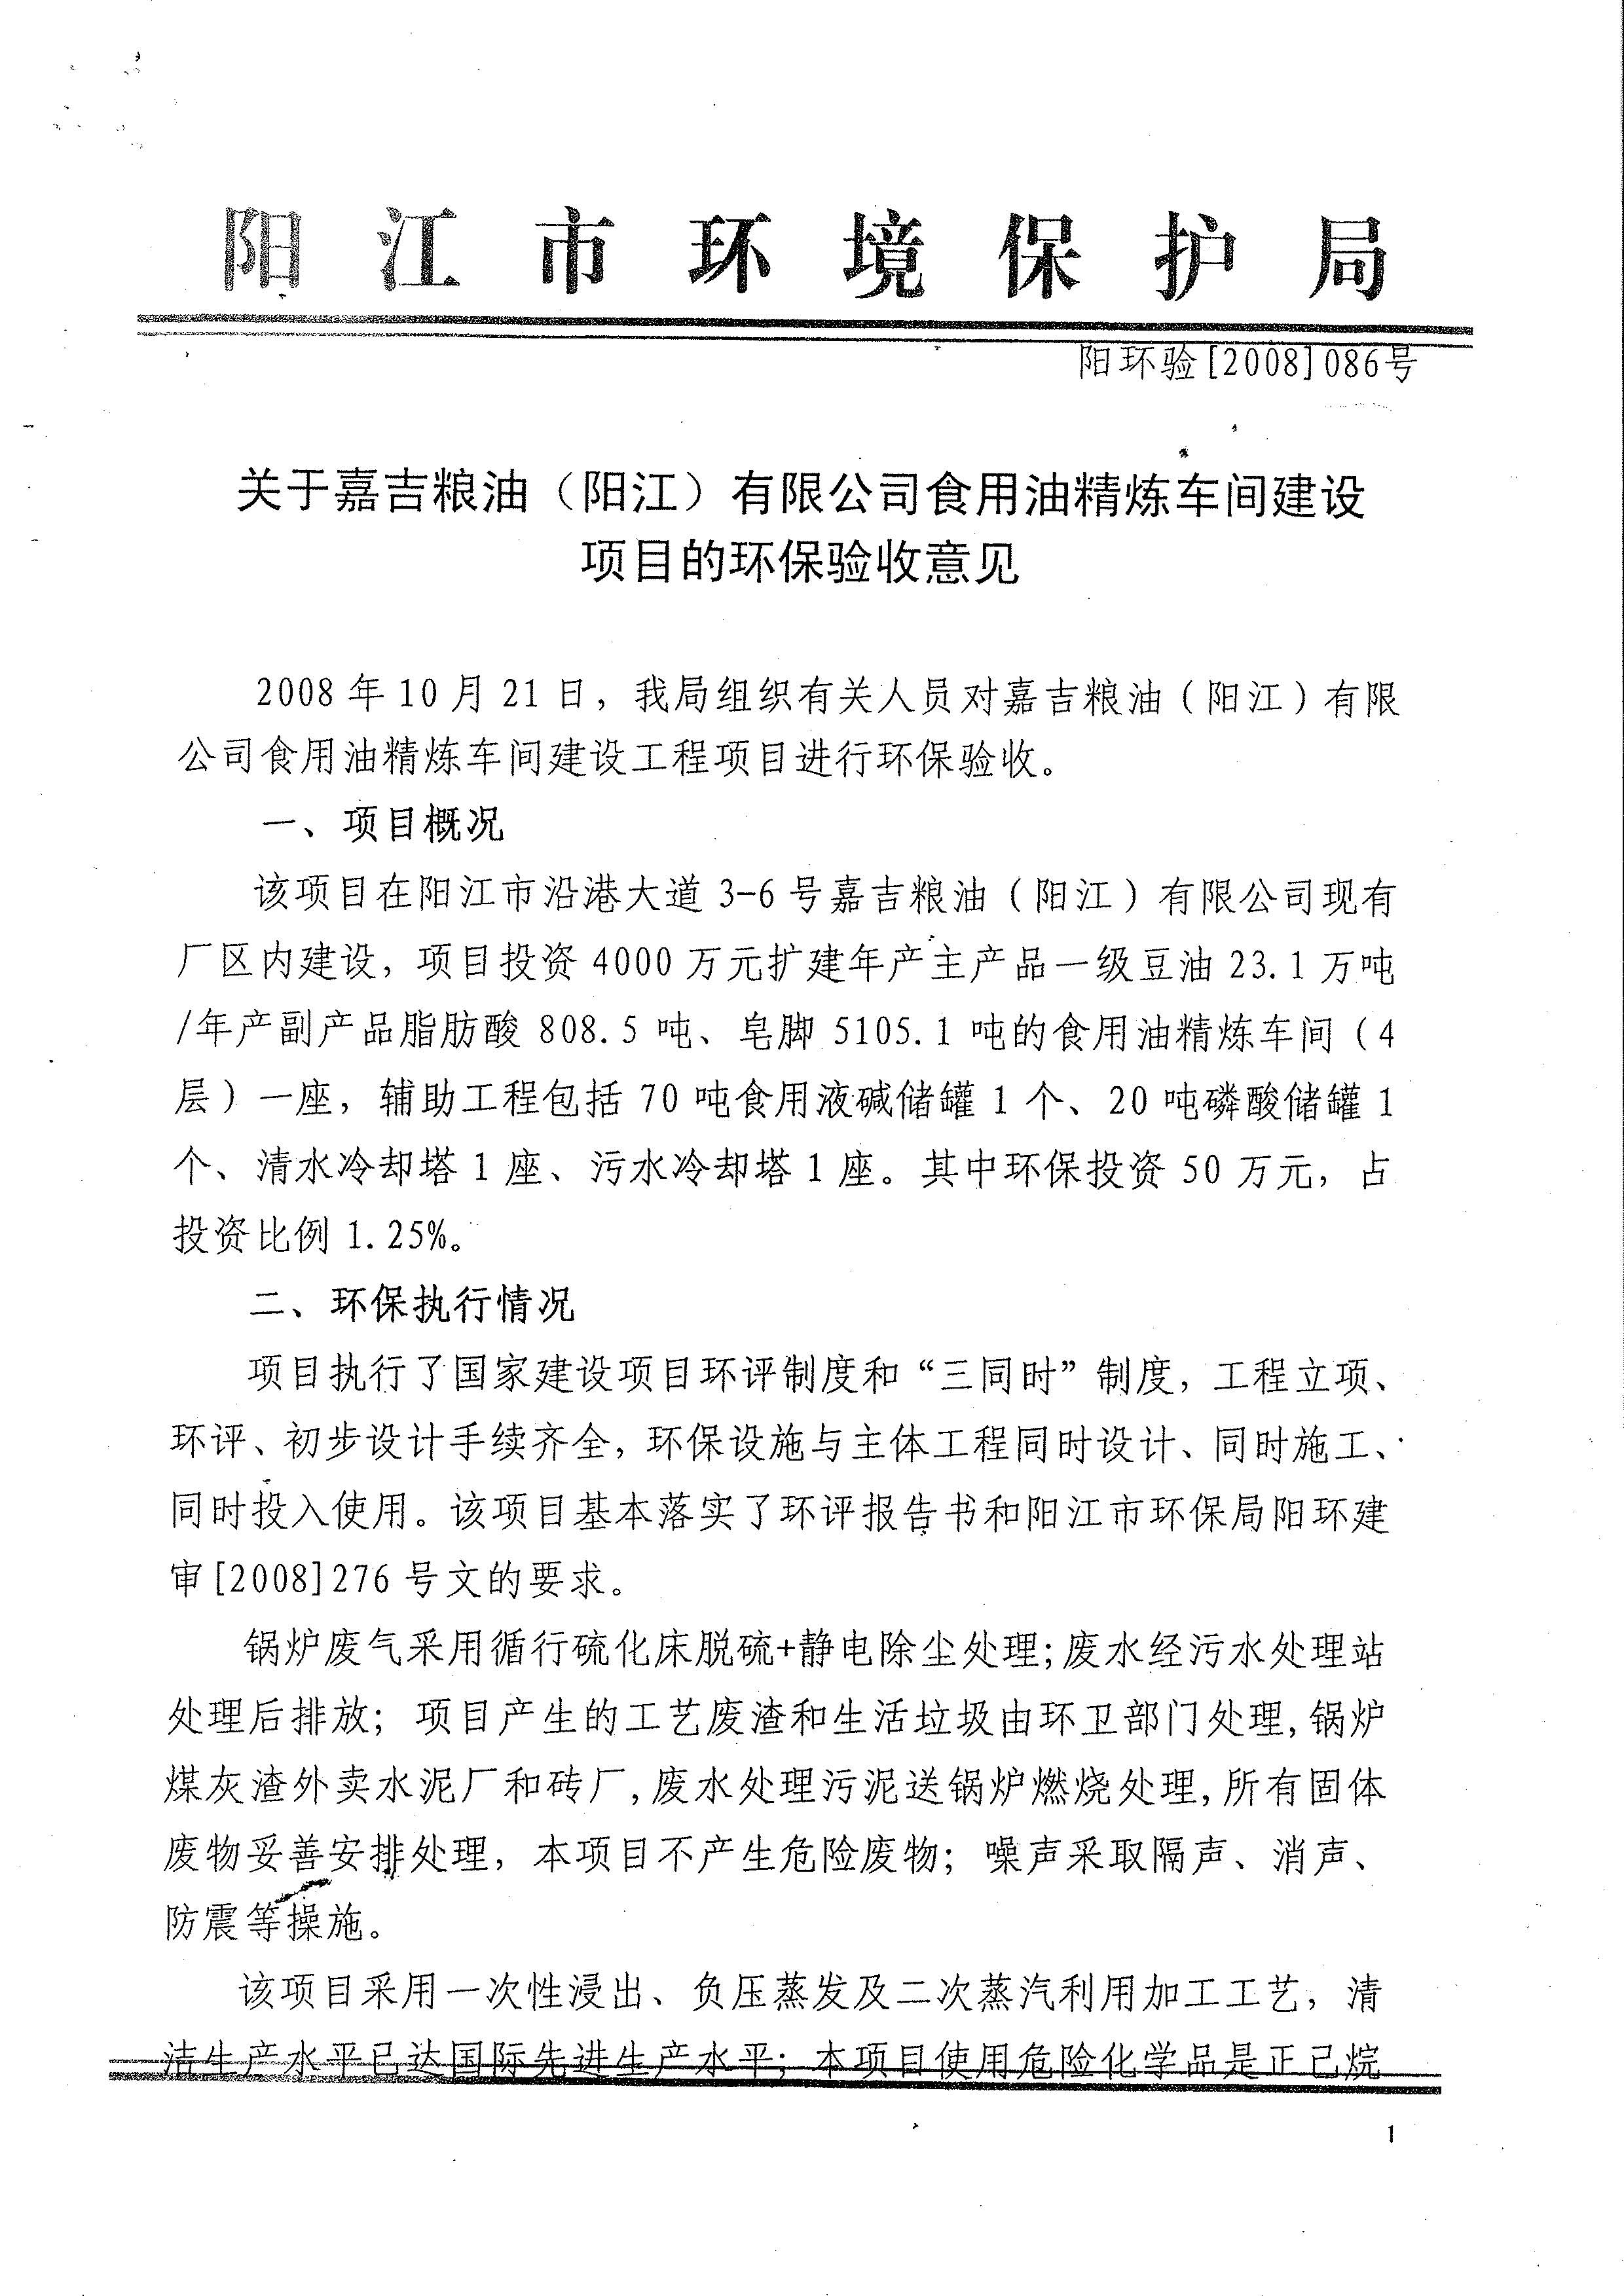 阳江市环境保护局
阳环验[2008]086号
关于嘉吉粮油（阳江）有限公司食用油精炼车间建设
项目的环保验收意见
2008年10月21日，我局组织有关人员对嘉吉粮油（阳江）有限
公司食用油精炼车间建设工程项目进行环保验收。
一、项目概况
该项目在阳江市沿港大道3-6号嘉吉粮油（阳江）有限公司现有
厂区内建设，项目投资4000万元扩建年产主产品一级豆油23.1万吨
/年产副产品脂肪酸808.5吨、皂脚5105.1吨的食用油精炼车间（4
层）一座，辅助工程包括70吨食用液碱储罐1个、20吨磷酸储罐1
个、清水冷却塔1座、污水冷却塔1座。其中环保投资50万元，占
投资比例1.25%。
二、环保执行情况
项目执行了国家建设项目环评制度和“三同时”制度，工程立项、
环评、初步设计手续齐全，环保设施与主体工程同时设计、同时施工、
同时投入使用。该项目基本落实了环评报告书和阳江市环保局阳环建
审[2008]276号文的要求。
锅炉废气采用循行硫化床脱硫+静电除尘处理;废水经污水处理站
处理后排放；项目产生的工艺废渣和生活垃圾由环卫部门处理,锅炉
煤灰渣外卖水泥厂和砖厂,废水处理污泥送锅炉燃烧处理,所有固体
废物妥善安排处理，本项目不产生危险废物；噪声采取隔声、消声、
防震等操施。
该项目采用一次性浸出、负压蒸发及二次蒸汽利用加工工艺，清
洁生产水平已达国际先进生产水平；本项目使用危险化学品是正己烷
1